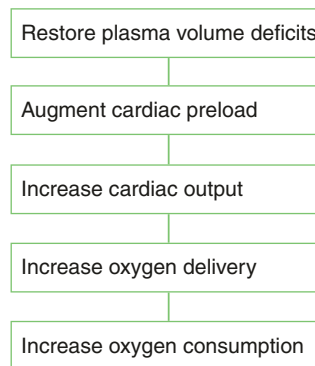 Restore plasma volume deficits
Augment cardiac preload
Increase cardiac output
Increase oxygen delivery
Increase oxygen consumption